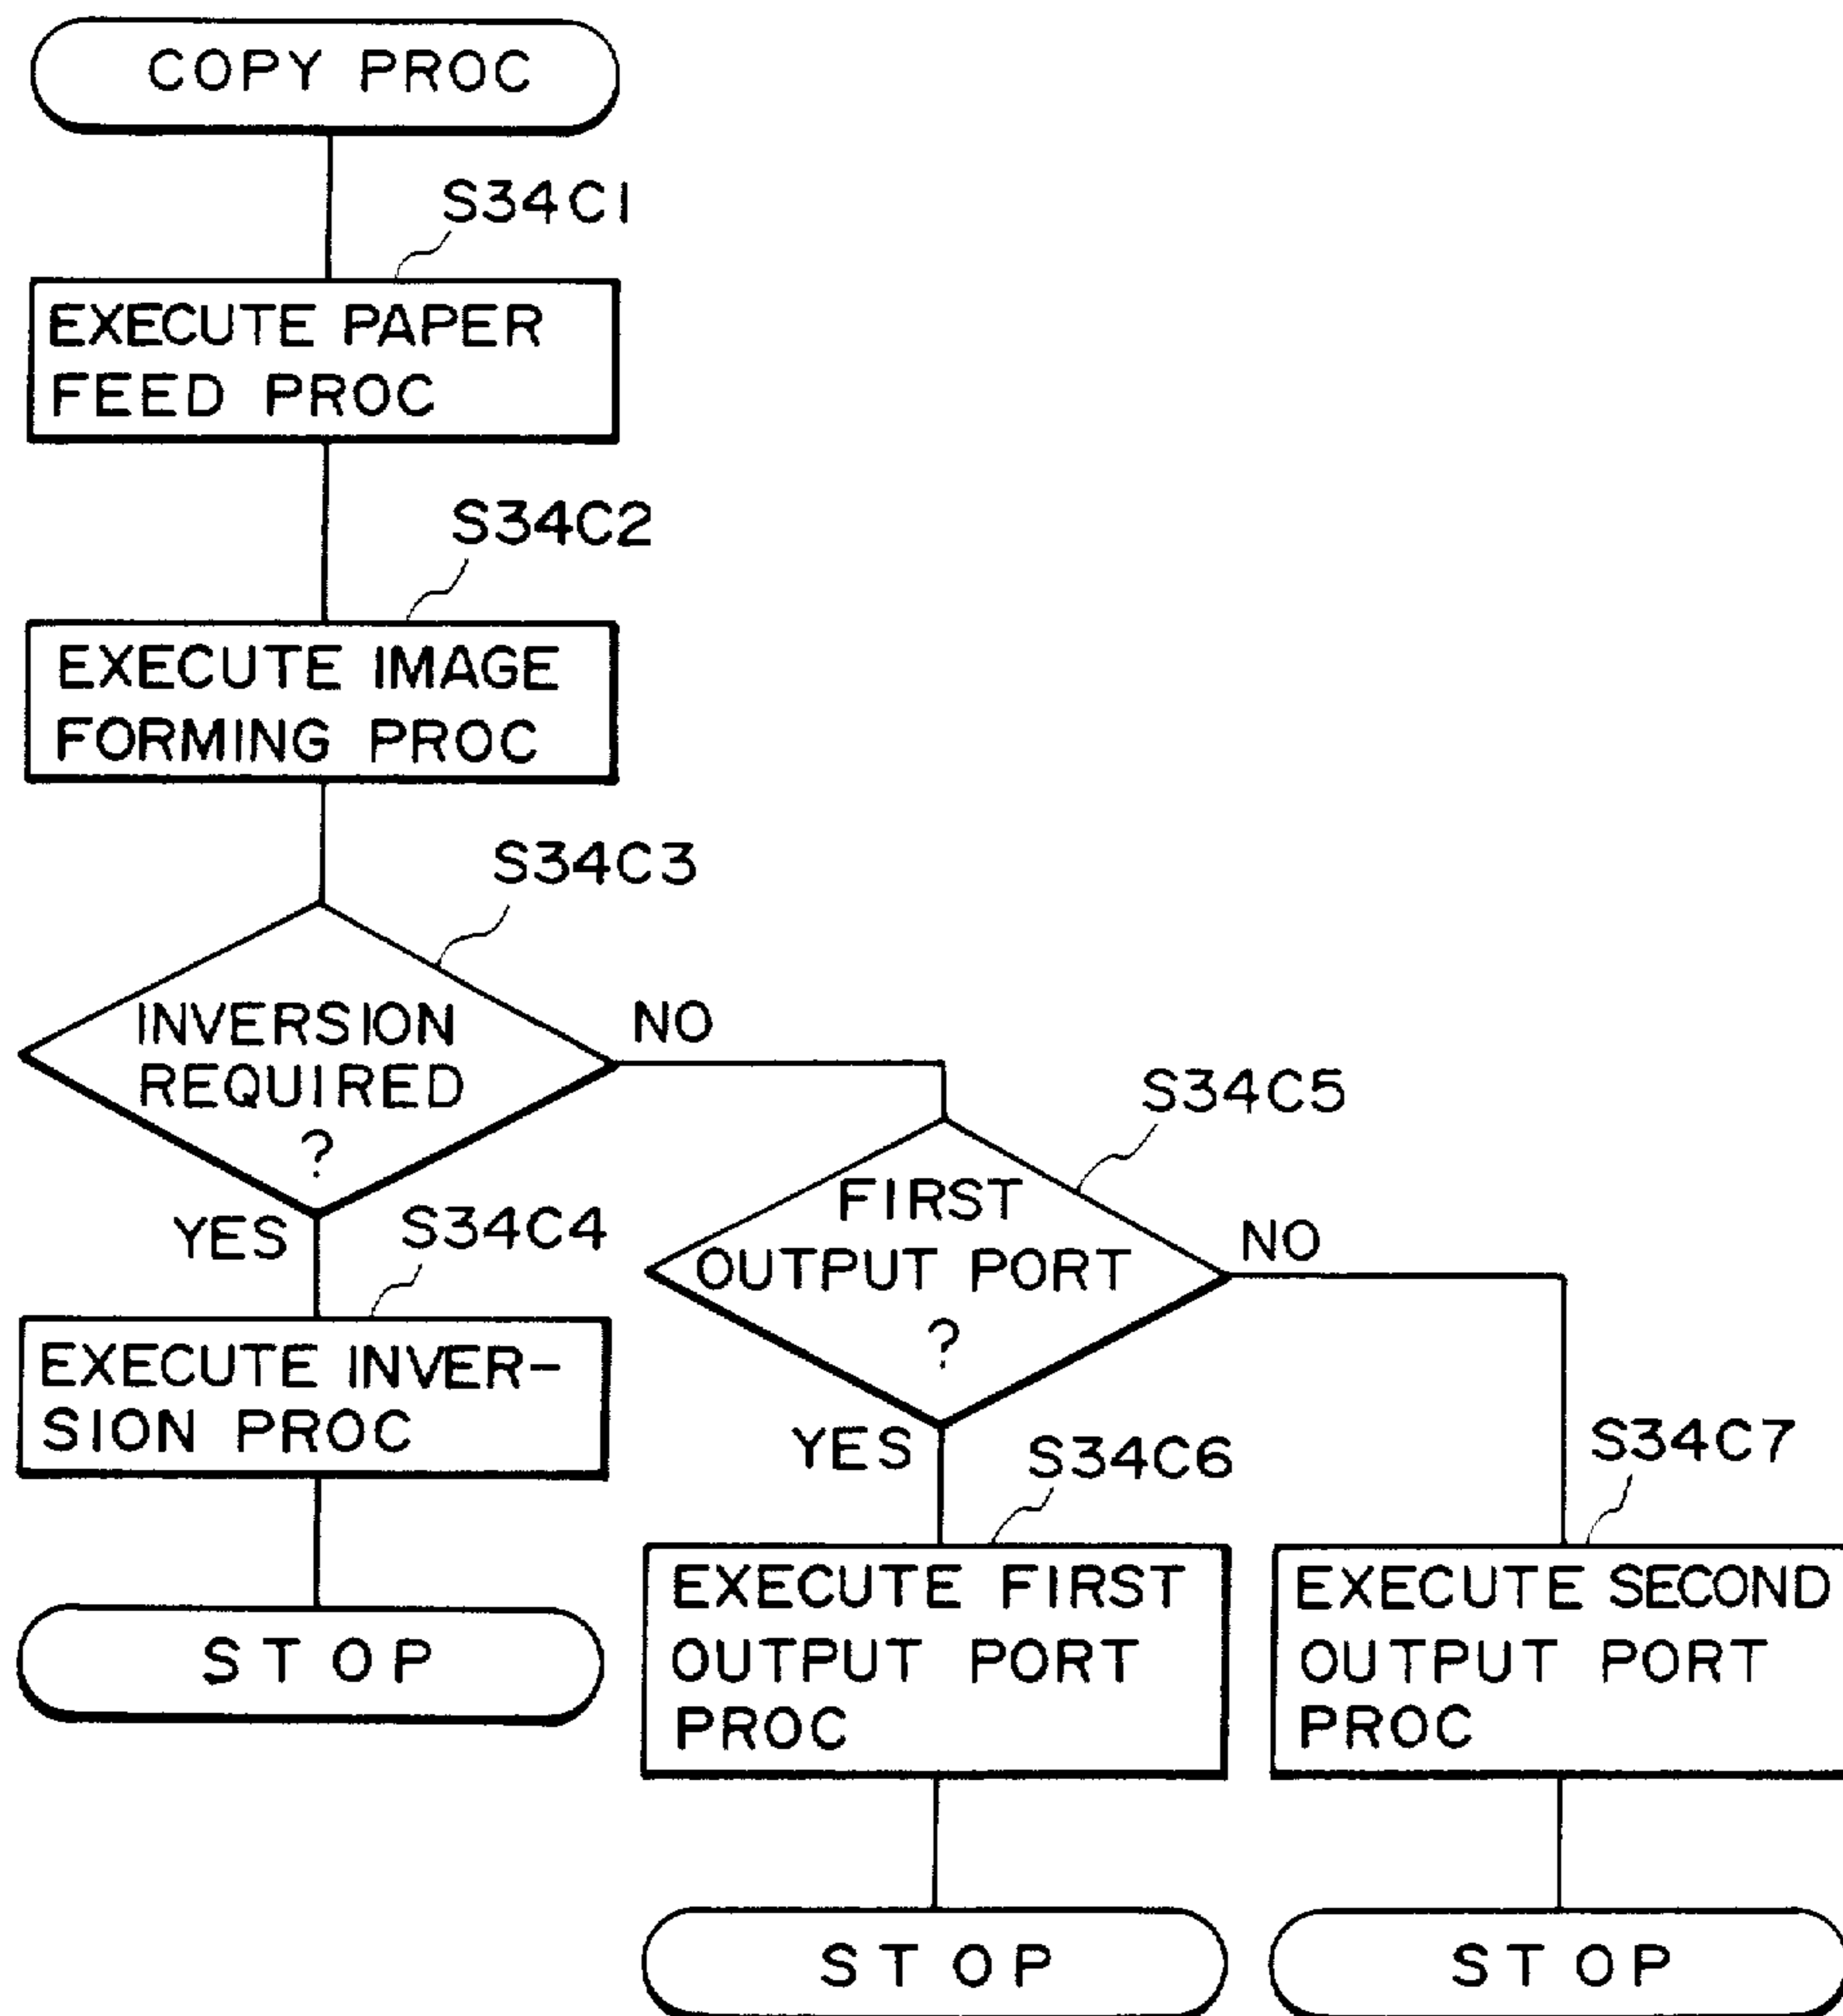 COPY PROC
S34C1
EXECUTE PAPER
FEED PROC
S34C2
EXECUTE IMAGE
FORMING PROC
S34C3
INVERSION
REQUIRED
?
NO
YES
S34C4
EXECUTE INVER-
SION PROC
STOP
S34C5
FIRST
OUTPUT PORT
?
NO
YES
S34C6
EXECUTE FIRST
OUTPUT PORT
PROC
STOP
S34C7
EXECUTE SECOND
OUTPUT PORT
PROC
STOP